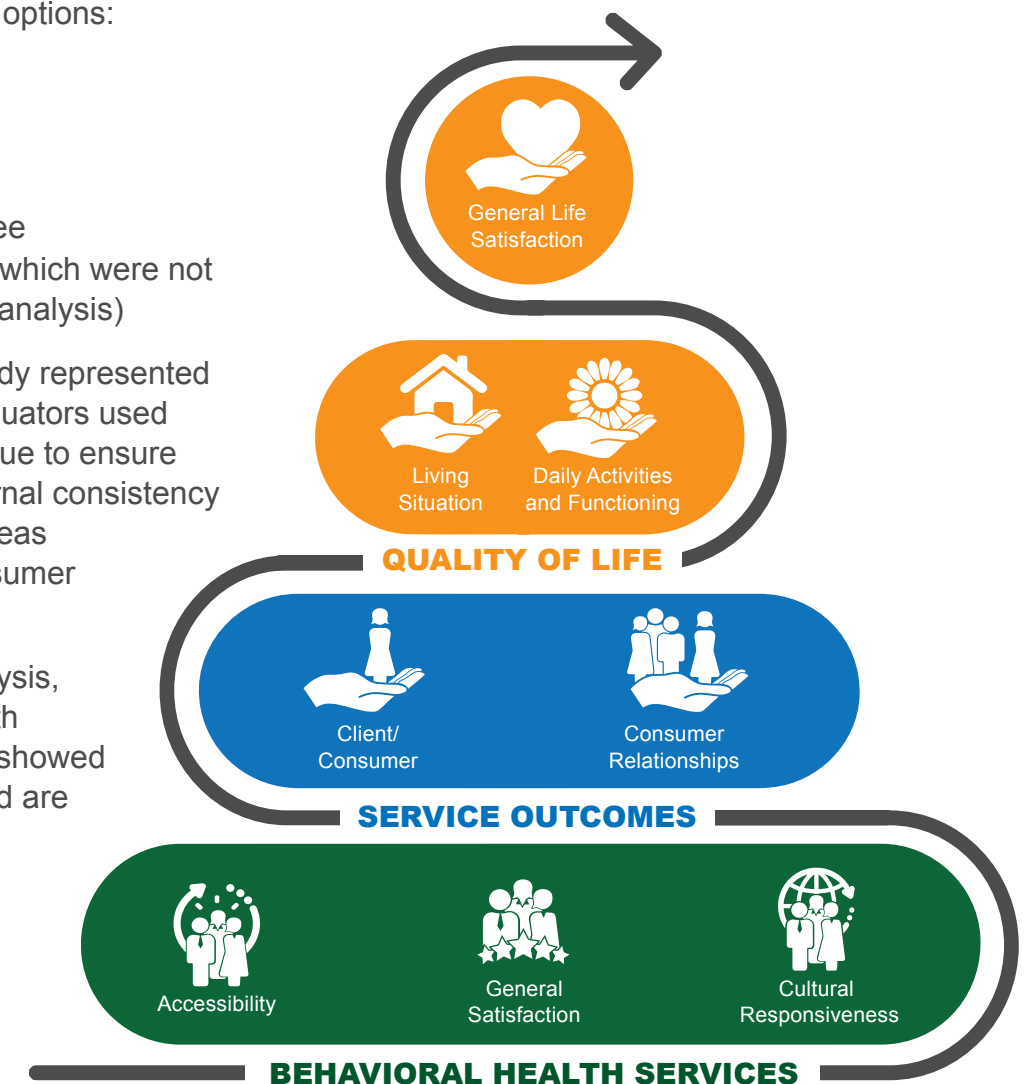 options:
ee
which were not
analysis)
dy represented
uators used
ue to ensure
rnal consistency
eas
sumer
ysis,
th
showed
d are
General Life
Satisfaction
Living
Situation
Daily Activities
and Functioning
QUALITY OF LIFE
Client/
Consumer
Consumer
Relationships
SERVICE OUTCOMES
Accessibility
General
Satisfaction
Cultural
Responsiveness
BEHAVIORAL HEALTH SERVICES